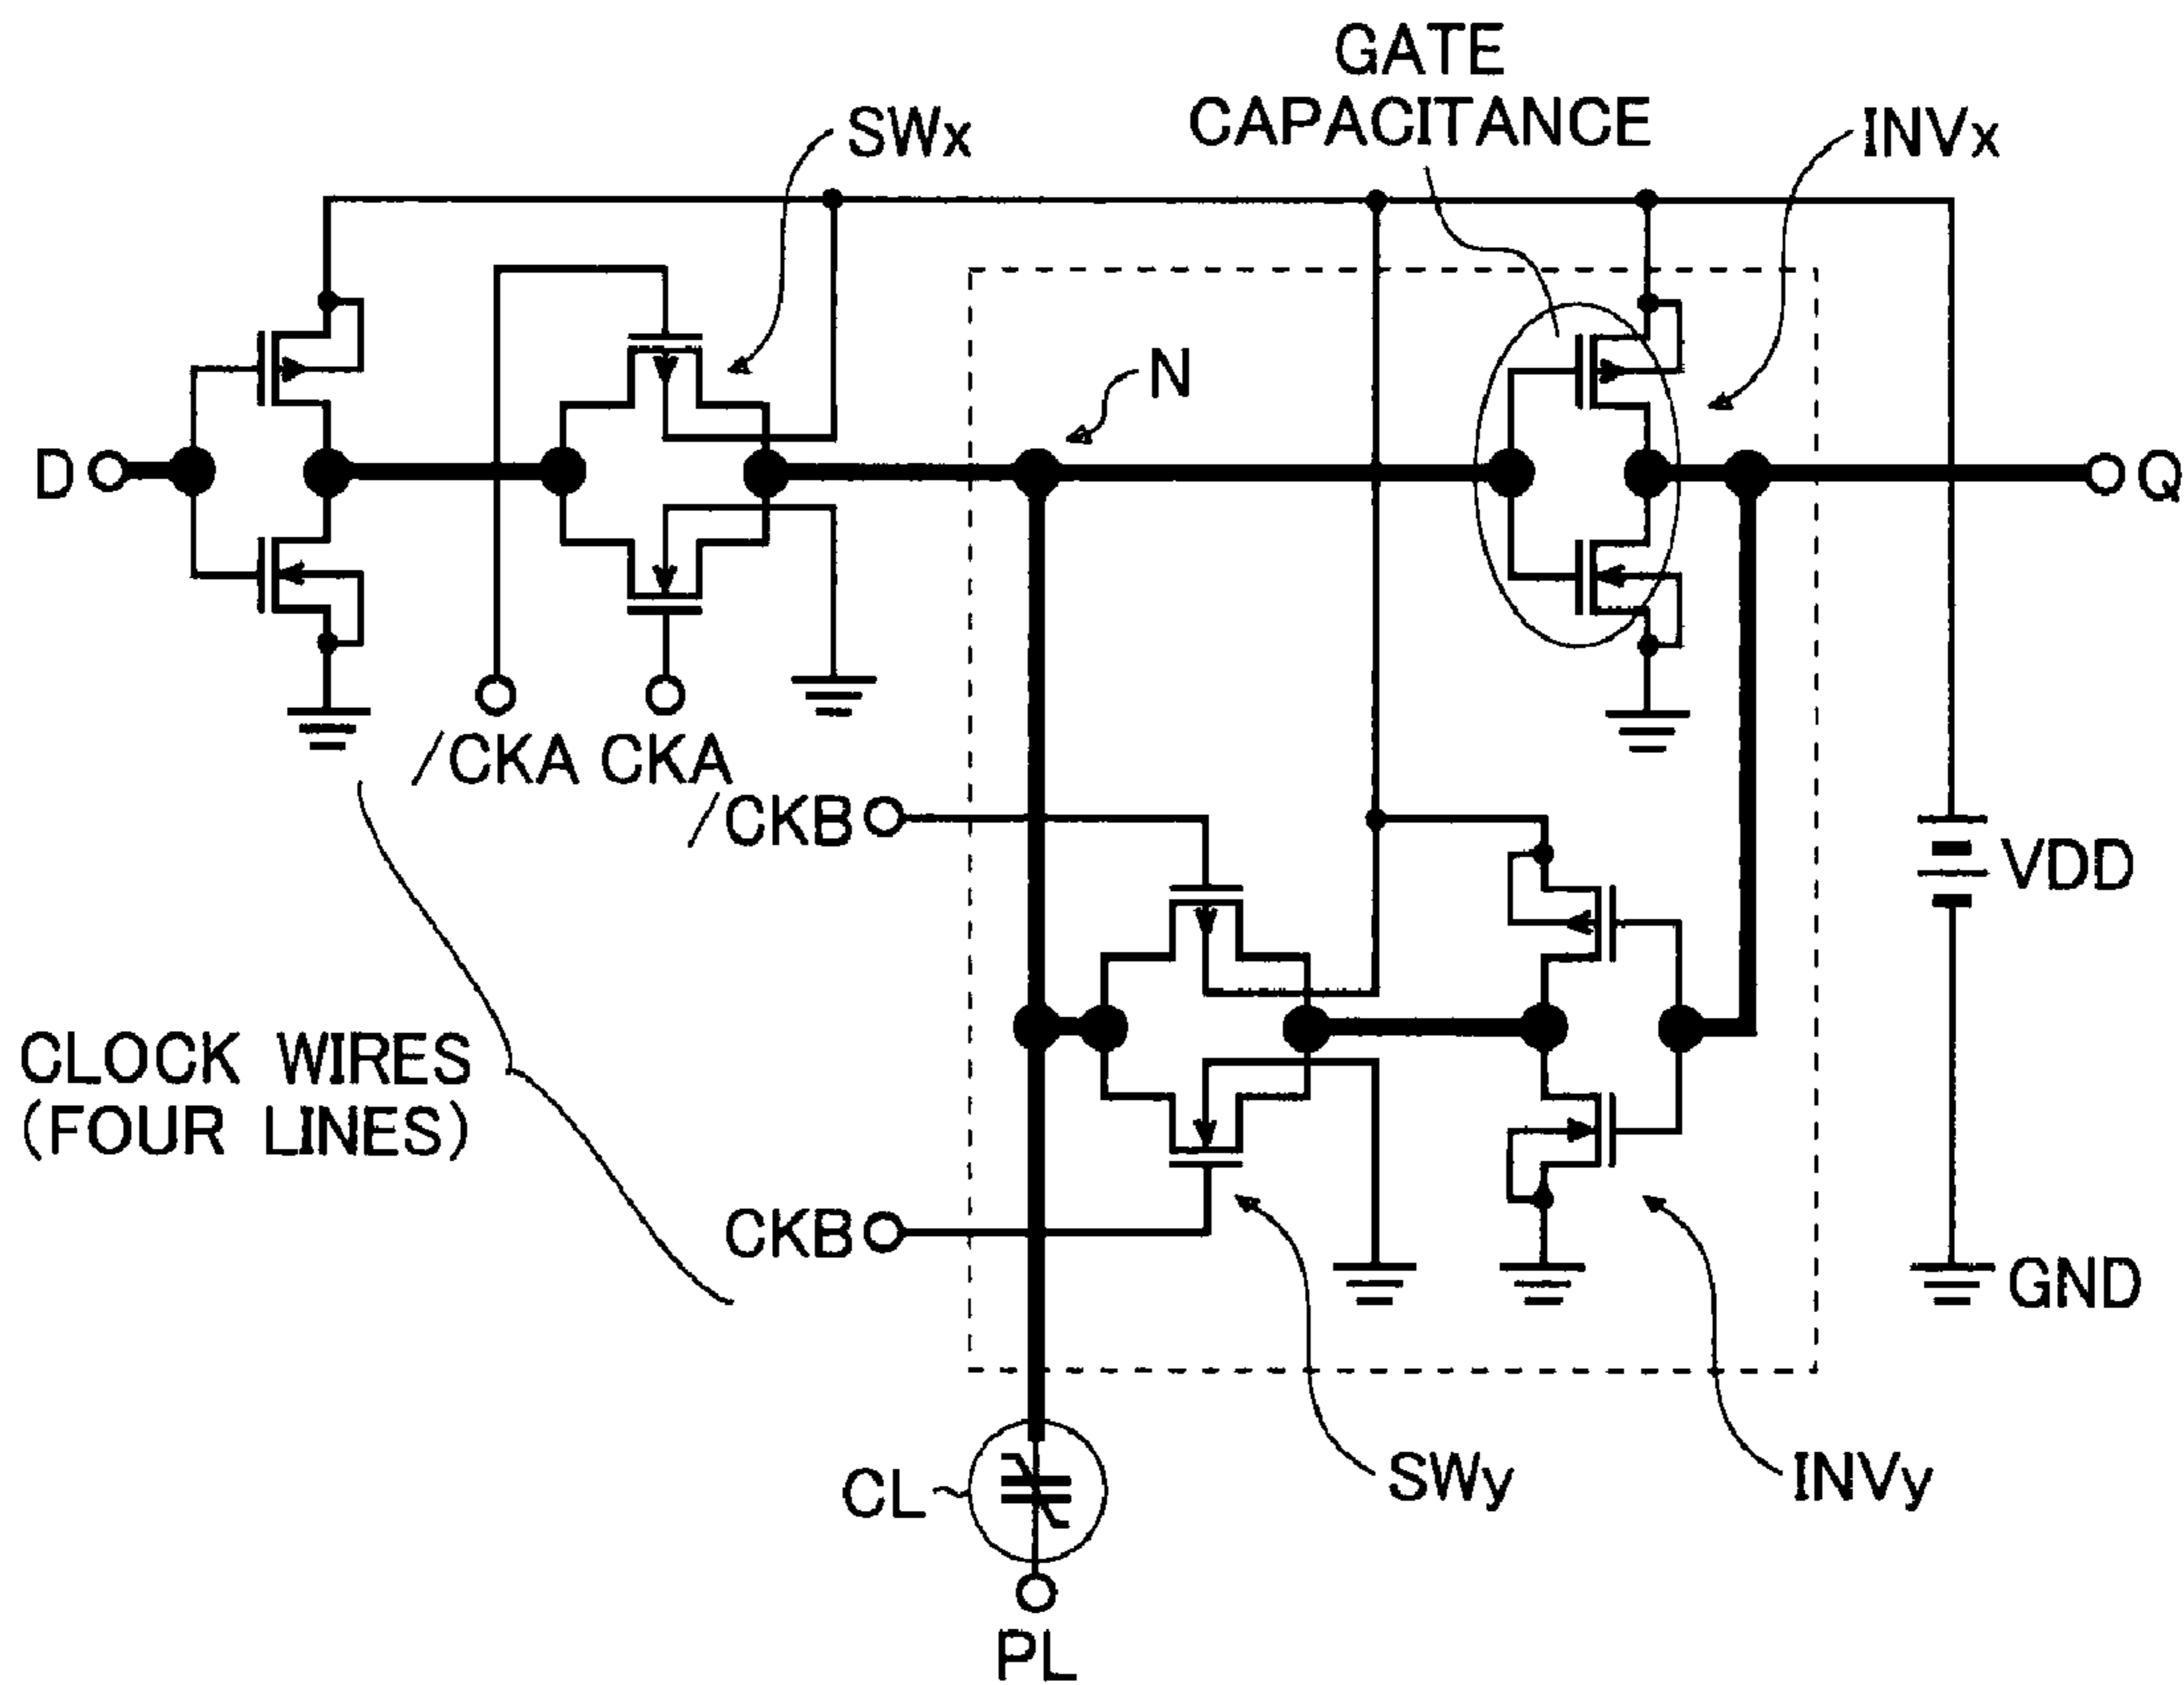 GATE
CAPACITANCE
SWx
INVx
N
D
Q
/CKA CKA
/CKB
VDD
CLOCK WIRES
(FOUR LINES)
CKB
GND
CL
SWy
INVy
PL